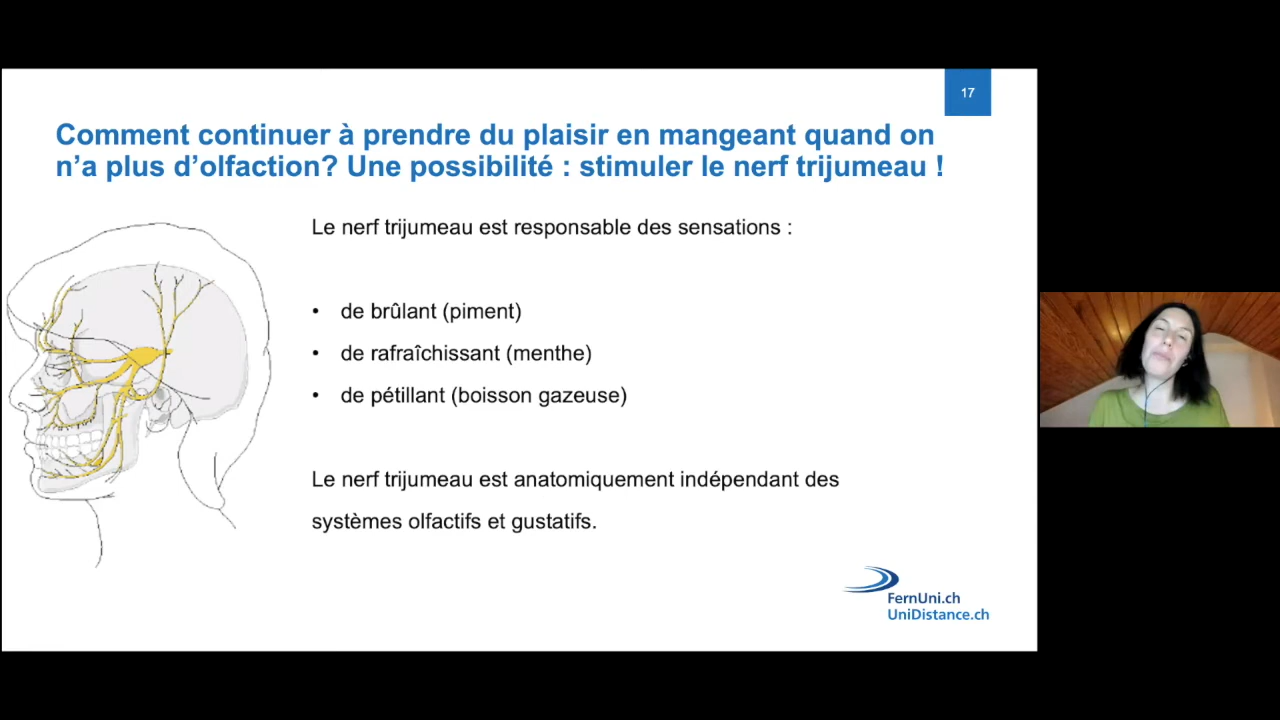 17
Comment continuer à prendre du plaisir en mangeant quand on
n’a plus d’olfaction? Une possibilité : stimuler le nerf trijumeau !
Le nerf trijumeau est responsable des sensations :
• de brûlant (piment)
• de rafraîchissant (menthe)
• de pétillant (boisson gazeuse)
Le nerf trijumeau est anatomiquement indépendant des
systèmes olfactifs et gustatifs.
FernUni.ch
UniDistance.ch